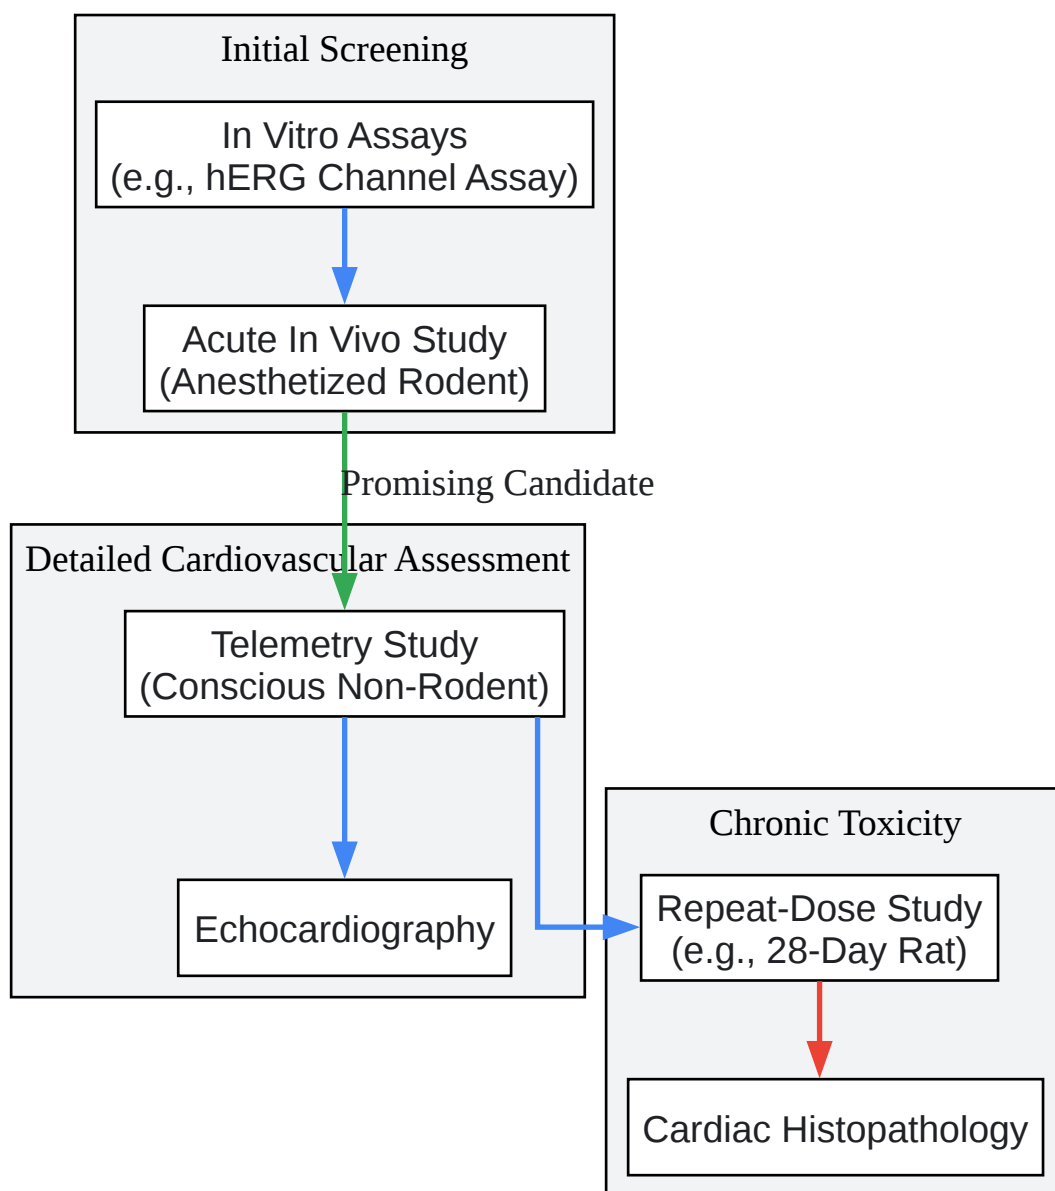 Initial Screening
In Vitro Assays
(e.g., hERG Channel Assay)
Acute In Vivo Study
(Anesthetized Rodent)
Promising Candidate
Detailed Cardiovascular Assessment
Telemetry Study
(Conscious Non-Rodent)
Echocardiography
Chronic Toxicity
Repeat-Dose Study
(e.g., 28-Day Rat)
Cardiac Histopathology